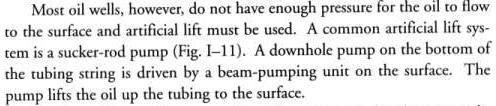 Most oil wells, however, do not have enough pressure for the oil to flow
to the surface and artificial lift must be used. A common artificial lift sys-
tem is a sucker-rod pump (Fig. I–11). A downhole pump on the bottom of
the tubing string is driven by a beam-pumping unit on the surface. The
pump lifts the oil up the tubing to the surface.